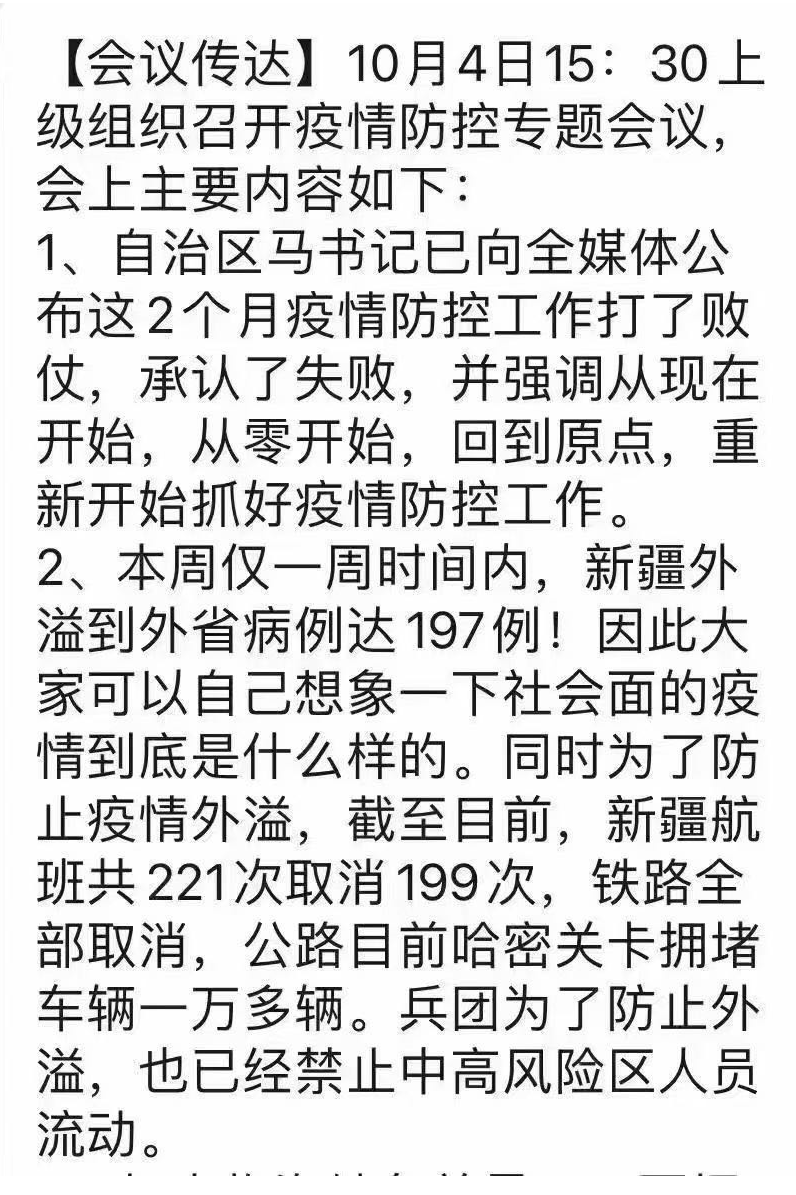 【会议传达】10月4日15：30上
级组织召开疫情防控专题会议，
会上主要内容如下：
1、自治区马书记已向全媒体公
布这2个月疫情防控工作打了败
仗，承认了失败，并强调从现在
开始，从零开始，回到原点，重
新开始抓好疫情防控工作。
2、本周仅一周时间内，新疆外
溢到外省病例达197例！因此大
家可以自己想象一下社会面的疫
情到底是什么样的。同时为了防
止疫情外溢，截至目前，新疆航
班共221次取消199次，铁路全
部取消，公路目前哈密关卡拥堵
车辆一万多辆。兵团为了防止外
溢，也已经禁止中高风险区人员
流动。